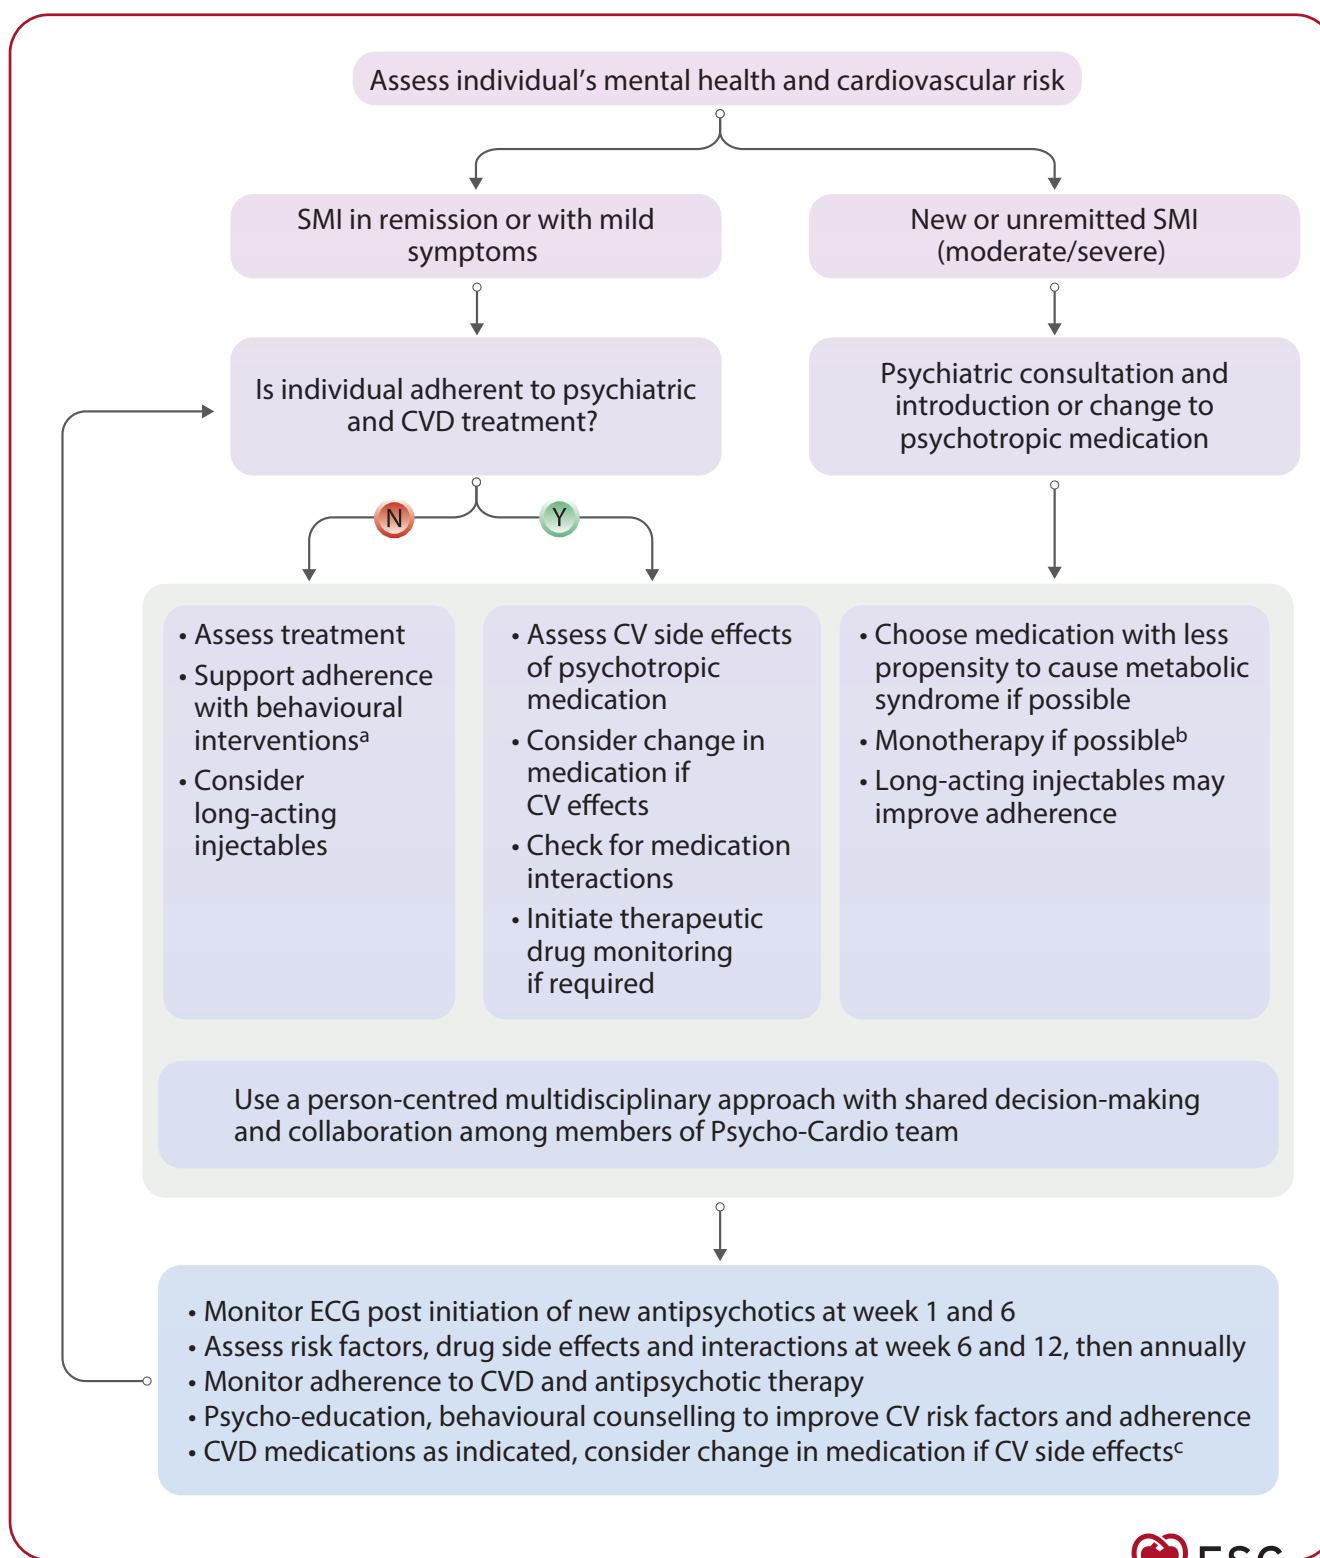 Assess individual's mental health and cardiovascular risk
SMI in remission or with mild
symptoms
New or unremitted SMI
(moderate/severe)
Is individual adherent to psychiatric
and CVD treatment?
Psychiatric consultation and
introduction or change to
psychotropic medication
N
Y
• Assess treatment
• Support adherence
with behavioural
interventionsᵃ
• Consider
long-acting
injectables
• Assess CV side effects
of psychotropic
medication
• Consider change in
medication if
CV effects
• Check for medication
interactions
• Initiate therapeutic
drug monitoring
if required
• Choose medication with less
propensity to cause metabolic
syndrome if possible
• Monotherapy if possibleᵇ
• Long-acting injectables may
improve adherence
Use a person-centred multidisciplinary approach with shared decision-making
and collaboration among members of Psycho-Cardio team
• Monitor ECG post initiation of new antipsychotics at week 1 and 6
• Assess risk factors, drug side effects and interactions at week 6 and 12, then annually
• Monitor adherence to CVD and antipsychotic therapy
• Psycho-education, behavioural counselling to improve CV risk factors and adherence
• CVD medications as indicated, consider change in medication if CV side effectsᶜ
ESC